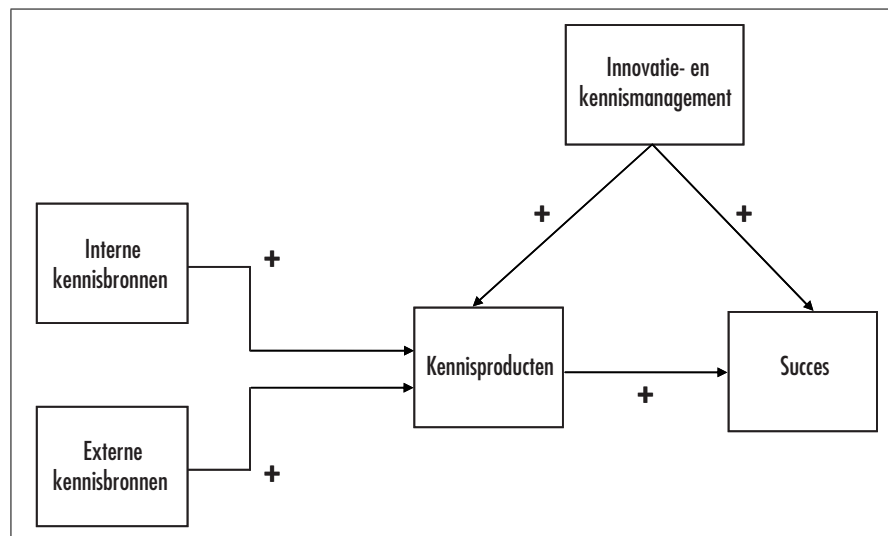 Innovatie- en
kennismanagement
+
+
Interne
kennisbronnen
+
Kennisproducten
Succes
+
Externe
kennisbronnen
+